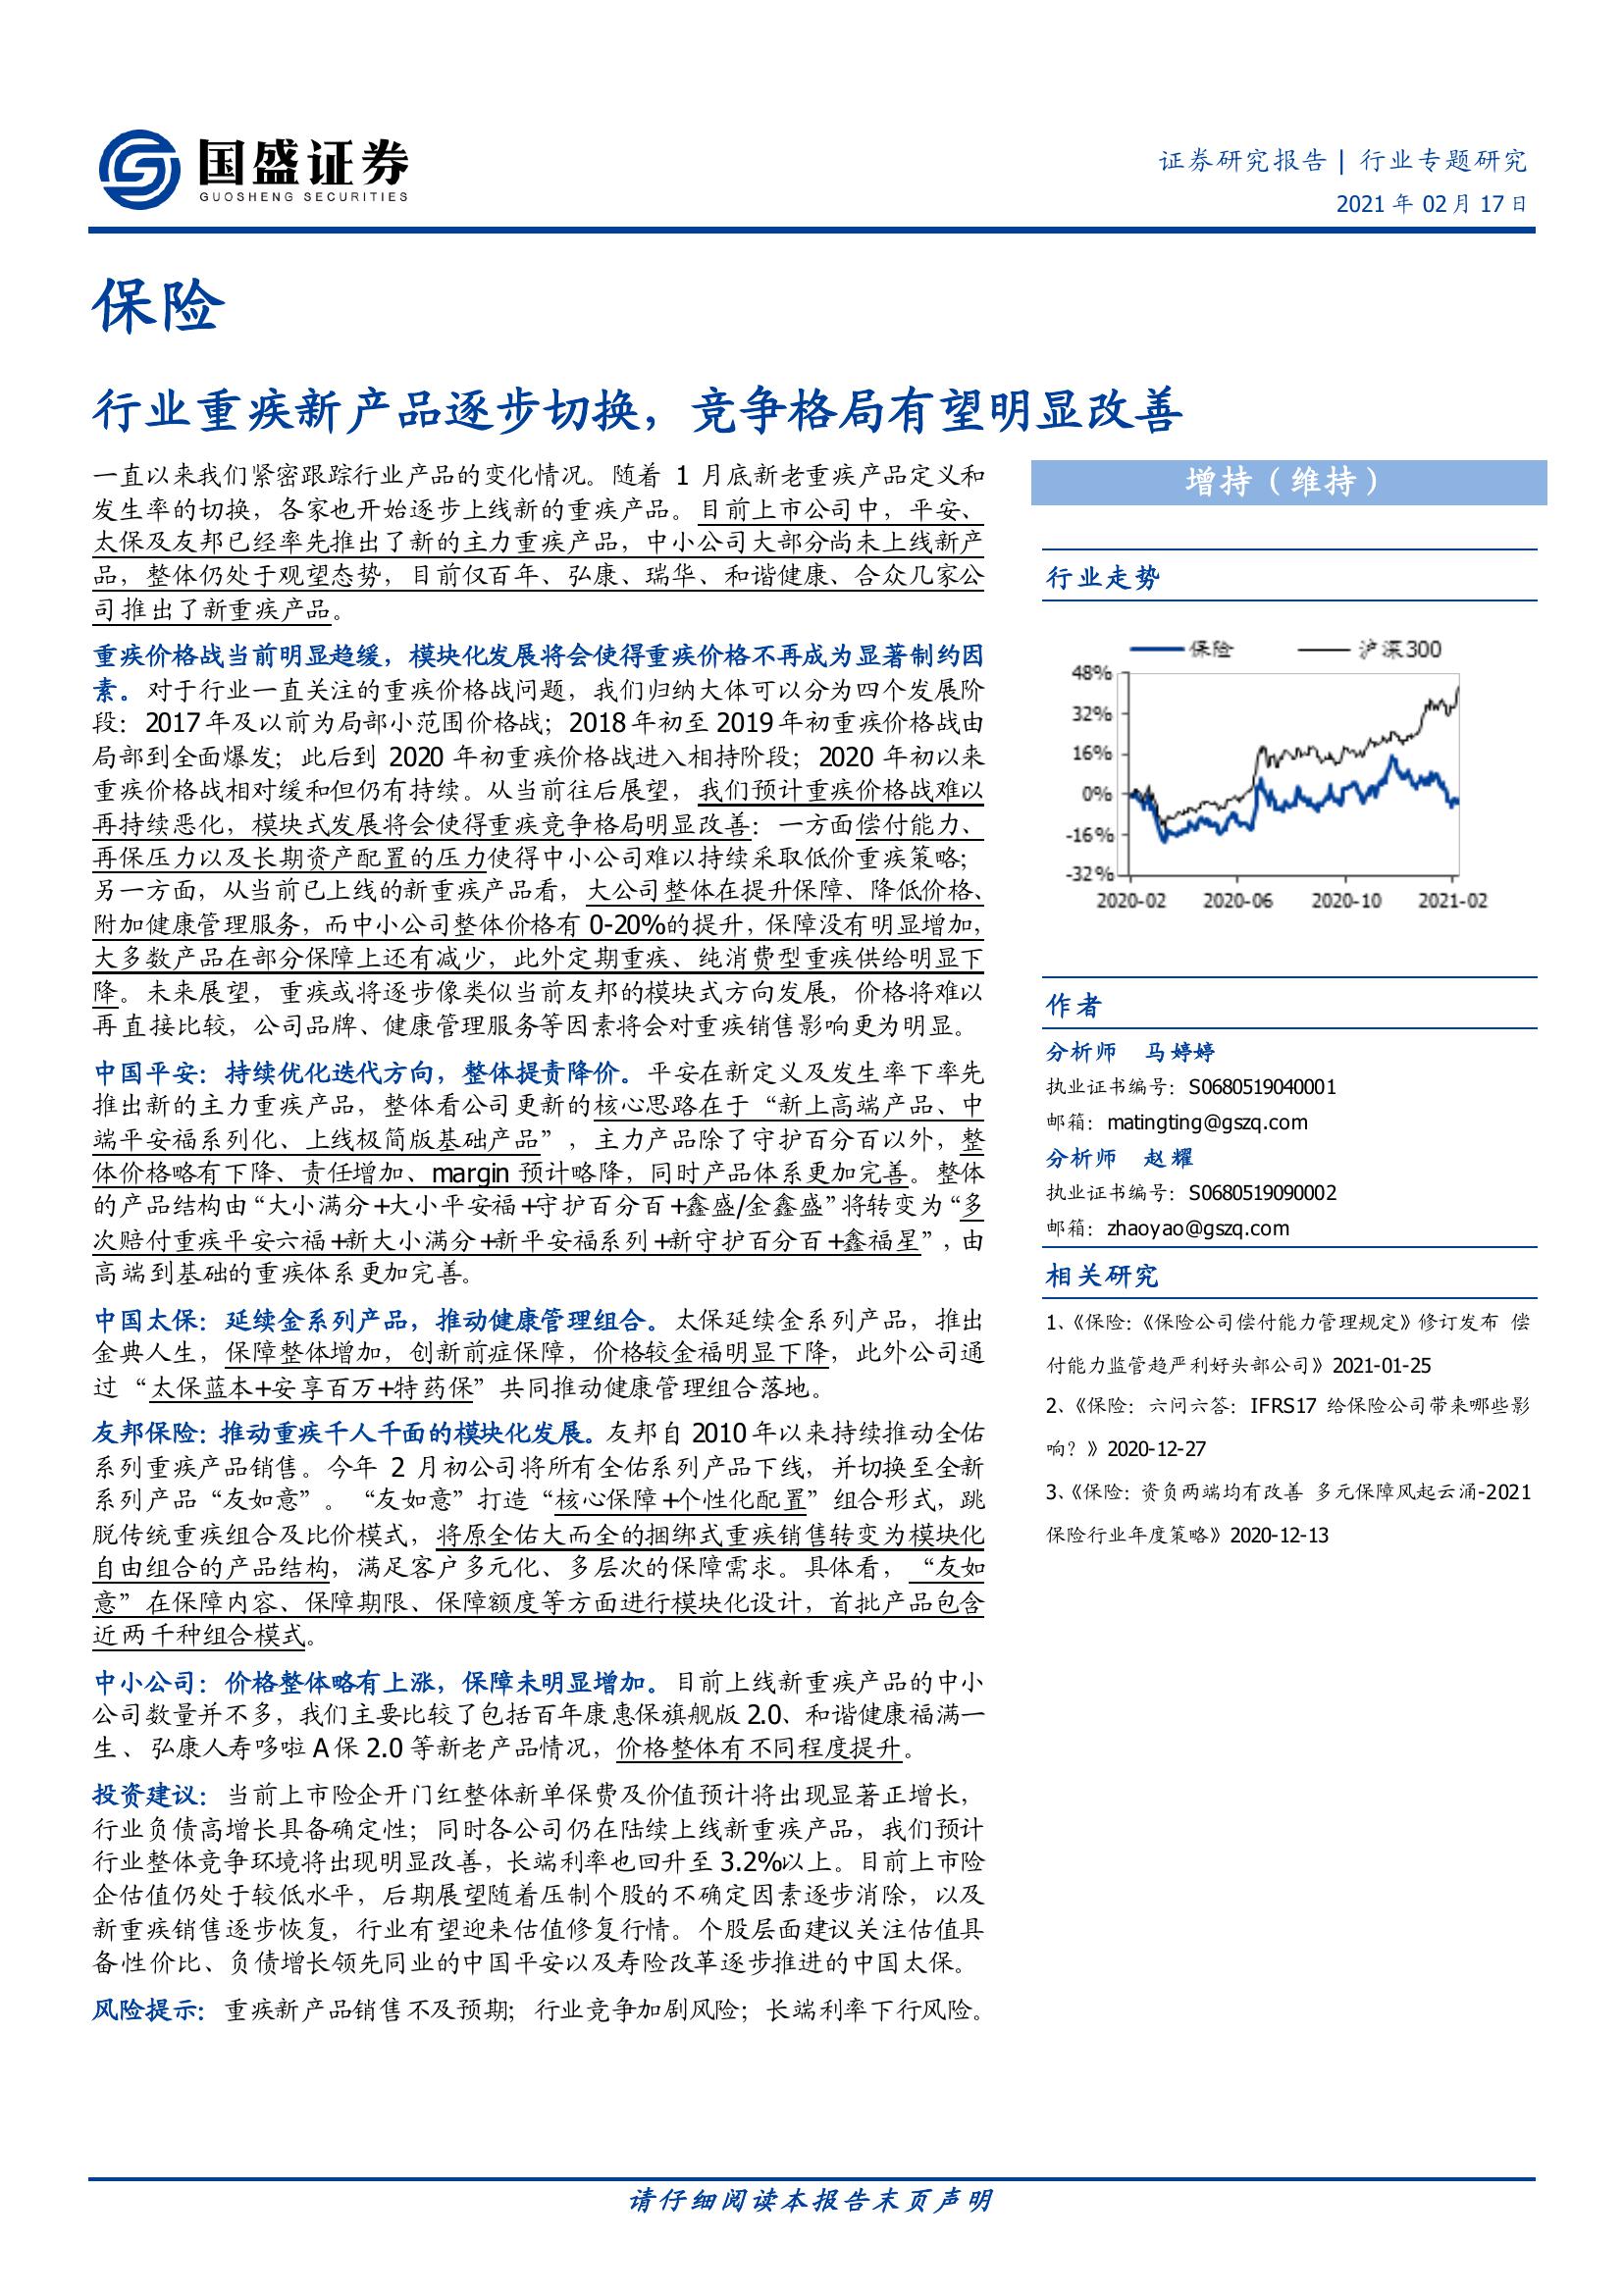 国盛证券
GUOSHENG SECURITIES
证券研究报告 | 行业专题研究
2021 年 02 月 17 日
保险
行业重疾新产品逐步切换，竞争格局有望明显改善
一直以来我们紧密跟踪行业产品的变化情况。随着 1 月底新老重疾产品定义和
发生率的切换，各家也开始逐步上线新的重疾产品。目前上市公司中，平安、
太保及友邦已经率先推出了新的主力重疾产品，中小公司大部分尚未上线新产
品，整体仍处于观望态势，目前仅百年、弘康、瑞华、和谐健康、合众几家公
司推出了新重疾产品。
重疾价格战当前明显趋缓，模块化发展将会使得重疾价格不再成为显著制约因
素。对于行业一直关注的重疾价格战问题，我们归纳大体可以分为四个发展阶
段：2017 年及以前为局部小范围价格战；2018 年初至 2019 年初重疾价格战由
局部到全面爆发；此后到 2020 年初重疾价格战进入相持阶段；2020 年初以来
重疾价格战相对缓和但仍有持续。从当前往后展望，我们预计重疾价格战难以
再持续恶化，模块式发展将会使得重疾竞争格局明显改善：一方面偿付能力、
再保压力以及长期资产配置的压力使得中小公司难以持续采取低价重疾策略；
另一方面，从当前已上线的新重疾产品看，大公司整体在提升保障、降低价格、
附加健康管理服务，而中小公司整体价格有 0-20%的提升，保障没有明显增加，
大多数产品在部分保障上还有减少，此外定期重疾、纯消费型重疾供给明显下
降。未来展望，重疾或将逐步像类似当前友邦的模块式方向发展，价格将难以
再直接比较，公司品牌、健康管理服务等因素将会对重疾销售影响更为明显。
中国平安：持续优化迭代方向，整体提责降价。平安在新定义及发生率下率先
推出新的主力重疾产品，整体看公司更新的核心思路在于“新上高端产品、中
端平安福系列化、上线极简版基础产品”，主力产品除了守护百分百以外，整
体价格略有下降、责任增加、margin 预计略降，同时产品体系更加完善。整体
的产品结构由“大小满分+大小平安福+守护百分百+鑫盛/金鑫盛”将转变为“多
次赔付重疾平安六福+新大小满分+新平安福系列+新守护百分百+鑫福星”，由
高端到基础的重疾体系更加完善。
中国太保：延续金系列产品，推动健康管理组合。太保延续金系列产品，推出
金典人生，保障整体增加，创新前症保障，价格较金福明显下降，此外公司通
过“太保蓝本+安享百万+特药保”共同推动健康管理组合落地。
友邦保险：推动重疾千人千面的模块化发展。友邦自 2010 年以来持续推动全佑
系列重疾产品销售。今年 2 月初公司将所有全佑系列产品下线，并切换至全新
系列产品“友如意”。“友如意”打造“核心保障+个性化配置”组合形式，跳
脱传统重疾组合及比价模式，将原全佑大而全的捆绑式重疾销售转变为模块化
自由组合的产品结构，满足客户多元化、多层次的保障需求。具体看，“友如
意”在保障内容、保障期限、保障额度等方面进行模块化设计，首批产品包含
近两千种组合模式。
中小公司：价格整体略有上涨，保障未明显增加。目前上线新重疾产品的中小
公司数量并不多，我们主要比较了包括百年康惠保旗舰版 2.0、和谐健康福满一
生、弘康人寿哆啦 A 保 2.0 等新老产品情况，价格整体有不同程度提升。
投资建议：当前上市险企开门红整体新单保费及价值预计将出现显著正增长，
行业负债高增长具备确定性；同时各公司仍在陆续上线新重疾产品，我们预计
行业整体竞争环境将出现明显改善，长端利率也回升至 3.2%以上。目前上市险
企估值仍处于较低水平，后期展望随着压制个股的不确定因素逐步消除，以及
新重疾销售逐步恢复，行业有望迎来估值修复行情。个股层面建议关注估值具
备性价比、负债增长领先同业的中国平安以及寿险改革逐步推进的中国太保。
风险提示：重疾新产品销售不及预期；行业竞争加剧风险；长端利率下行风险。
增持（维持）
行业走势
保险 沪深300
48%
32%
16%
0%
-16%
-32%
2020-02 2020-06 2020-10 2021-02
作者
分析师 马婷婷
执业证书编号：S0680519040001
邮箱：matingting@gszq.com
分析师 赵耀
执业证书编号：S0680519090002
邮箱：zhaoyao@gszq.com
相关研究
1、《保险：《保险公司偿付能力管理规定》修订发布 偿
付能力监管趋严利好头部公司》2021-01-25
2、《保险：六问六答：IFRS17 给保险公司带来哪些影
响？》2020-12-27
3、《保险：资负两端均有改善 多元保障风起云涌-2021
保险行业年度策略》2020-12-13
请仔细阅读本报告末页声明